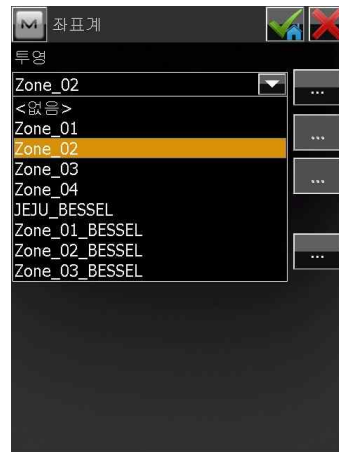 M 좌표계
투영
Zone_02
...
<없음>
Zone_01
...
Zone_02
Zone_03
...
Zone_04
JEJU_BESSEL
Zone_01_BESSEL
Zone_02_BESSEL
...
Zone_03_BESSEL